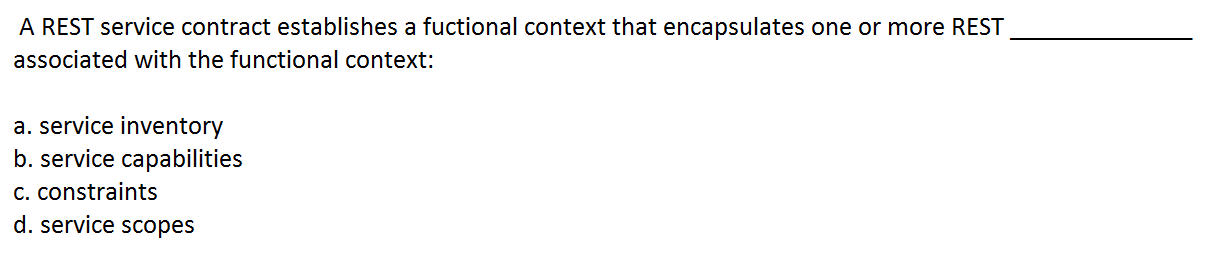 A REST service contract establishes a fuctional context that encapsulates one or more REST _______________
associated with the functional context:
a. service inventory
b. service capabilities
c. constraints
d. service scopes